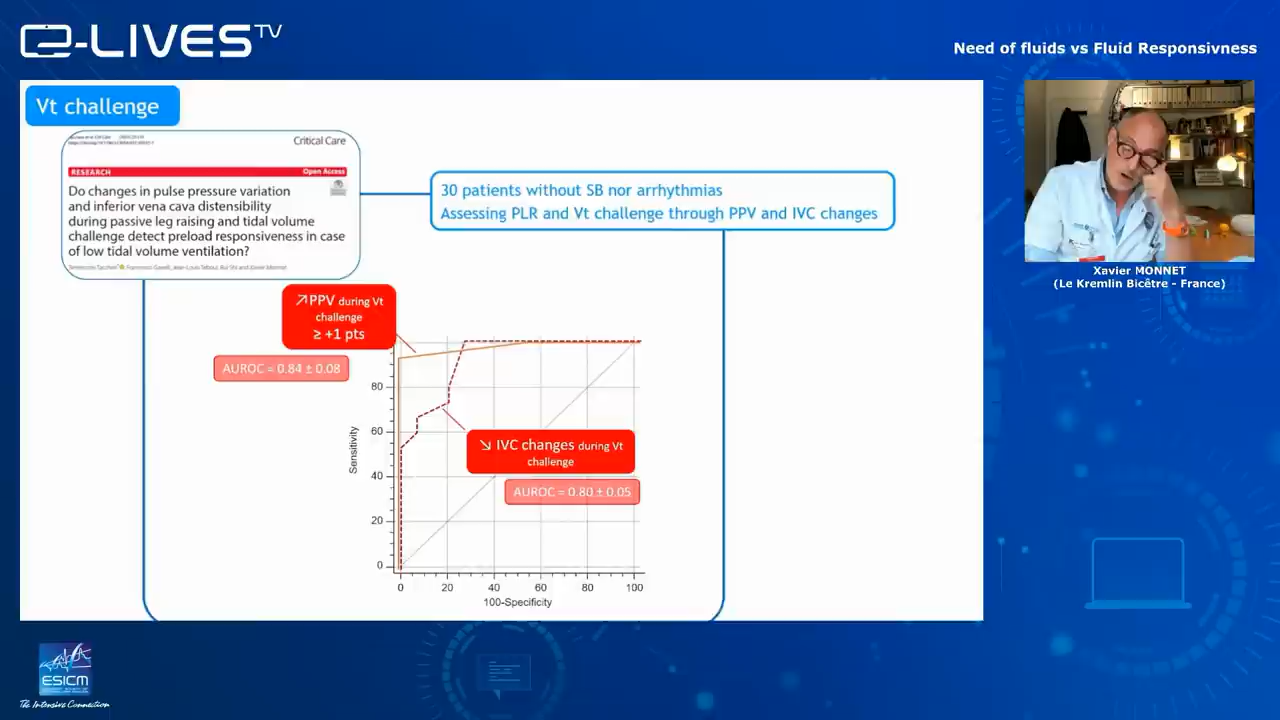 e-LIVES TV
Need of fluids vs Fluid Responsivness
Vt challenge
Critical Care
RESEARCH
Open Access
Do changes in pulse pressure variation
and inferior vena cava distensibility
during passive leg raising and tidal volume
challenge detect preload responsiveness in case
of low tidal volume ventilation?
30 patients without SB nor arrhythmias
Assessing PLR and Vt challenge through PPV and IVC changes
Xavier MONNET
(Le Kremlin Bicêtre - France)
↗PPV during Vt
challenge
≥ +1 pts
AUROC = 0.84 ± 0.08
80
60
40
20
0
Sensitivity
↘ IVC changes during Vt
challenge
AUROC = 0.80 ± 0.05
0 20 40 60 80 100
100-Specificity
ESICM
The Intensive Connection